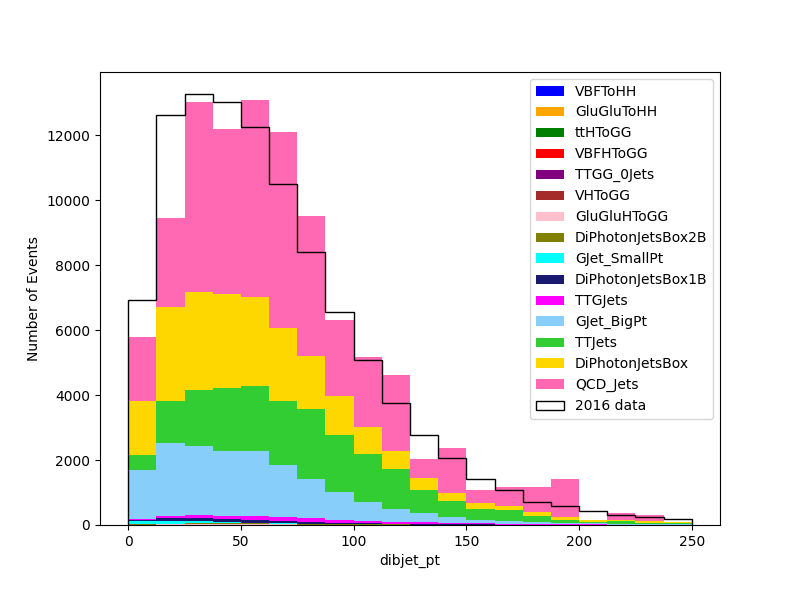 VBFToHH
GluGluToHH
ttHToGG
VBFHToGG
TTGG_0Jets
VHToGG
GluGluHToGG
DiPhotonJetsBox2B
GJet_SmallPt
DiPhotonJetsBox1B
TTGJets
GJet_BigPt
TTJets
DiPhotonJetsBox
QCD_Jets
2016 data
Number of Events
12000
10000
8000
6000
4000
2000
0
0 50 100 150 200 250
dibjet_pt